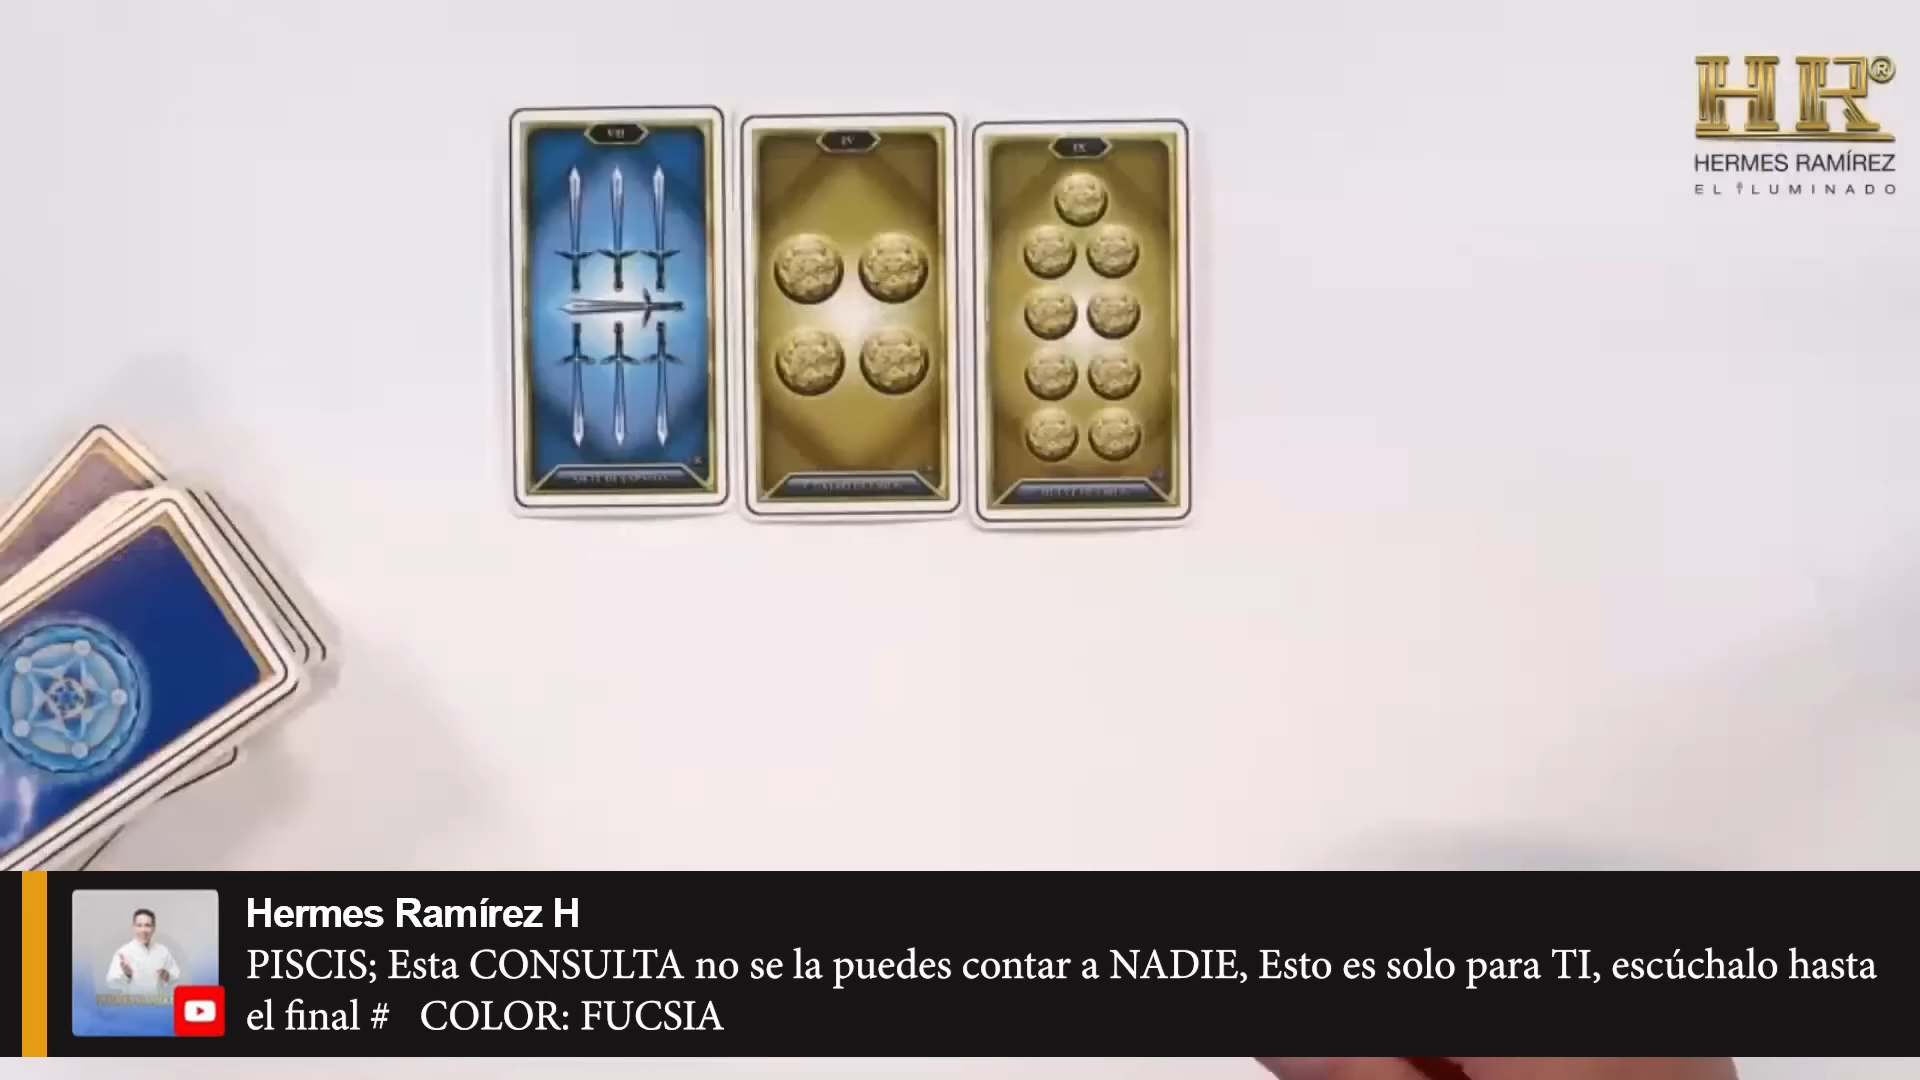 VII
IV
IX
HR®
HERMES RAMÍREZ
EL ILUMINADO
Hermes Ramírez H
PISCIS; Esta CONSULTA no se la puedes contar a NADIE, Esto es solo para TI, escúchalo hasta
el final # COLOR: FUCSIA